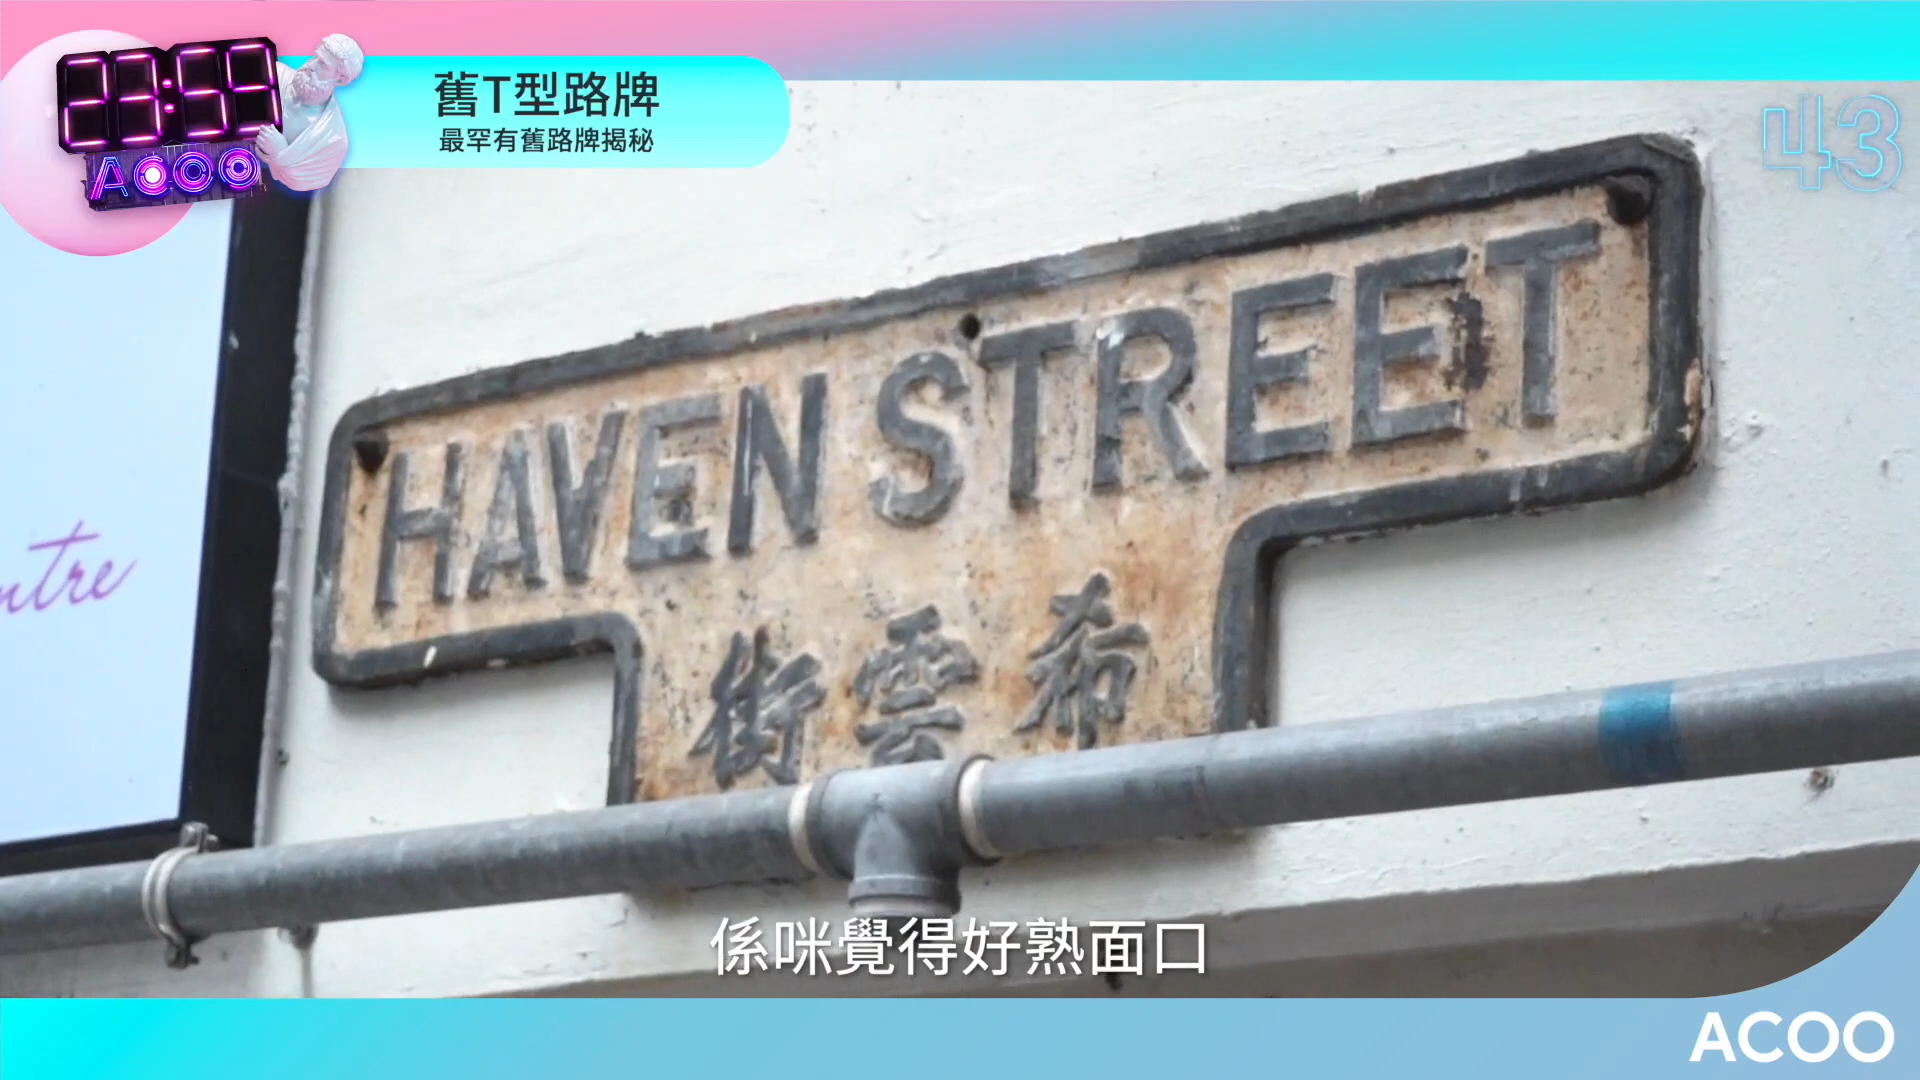 23:59
ACOO
舊T型路牌
最罕有舊路牌揭秘
43
HAVEN STREET
街雲希
ntre
係咪覺得好熟面口
ACOO